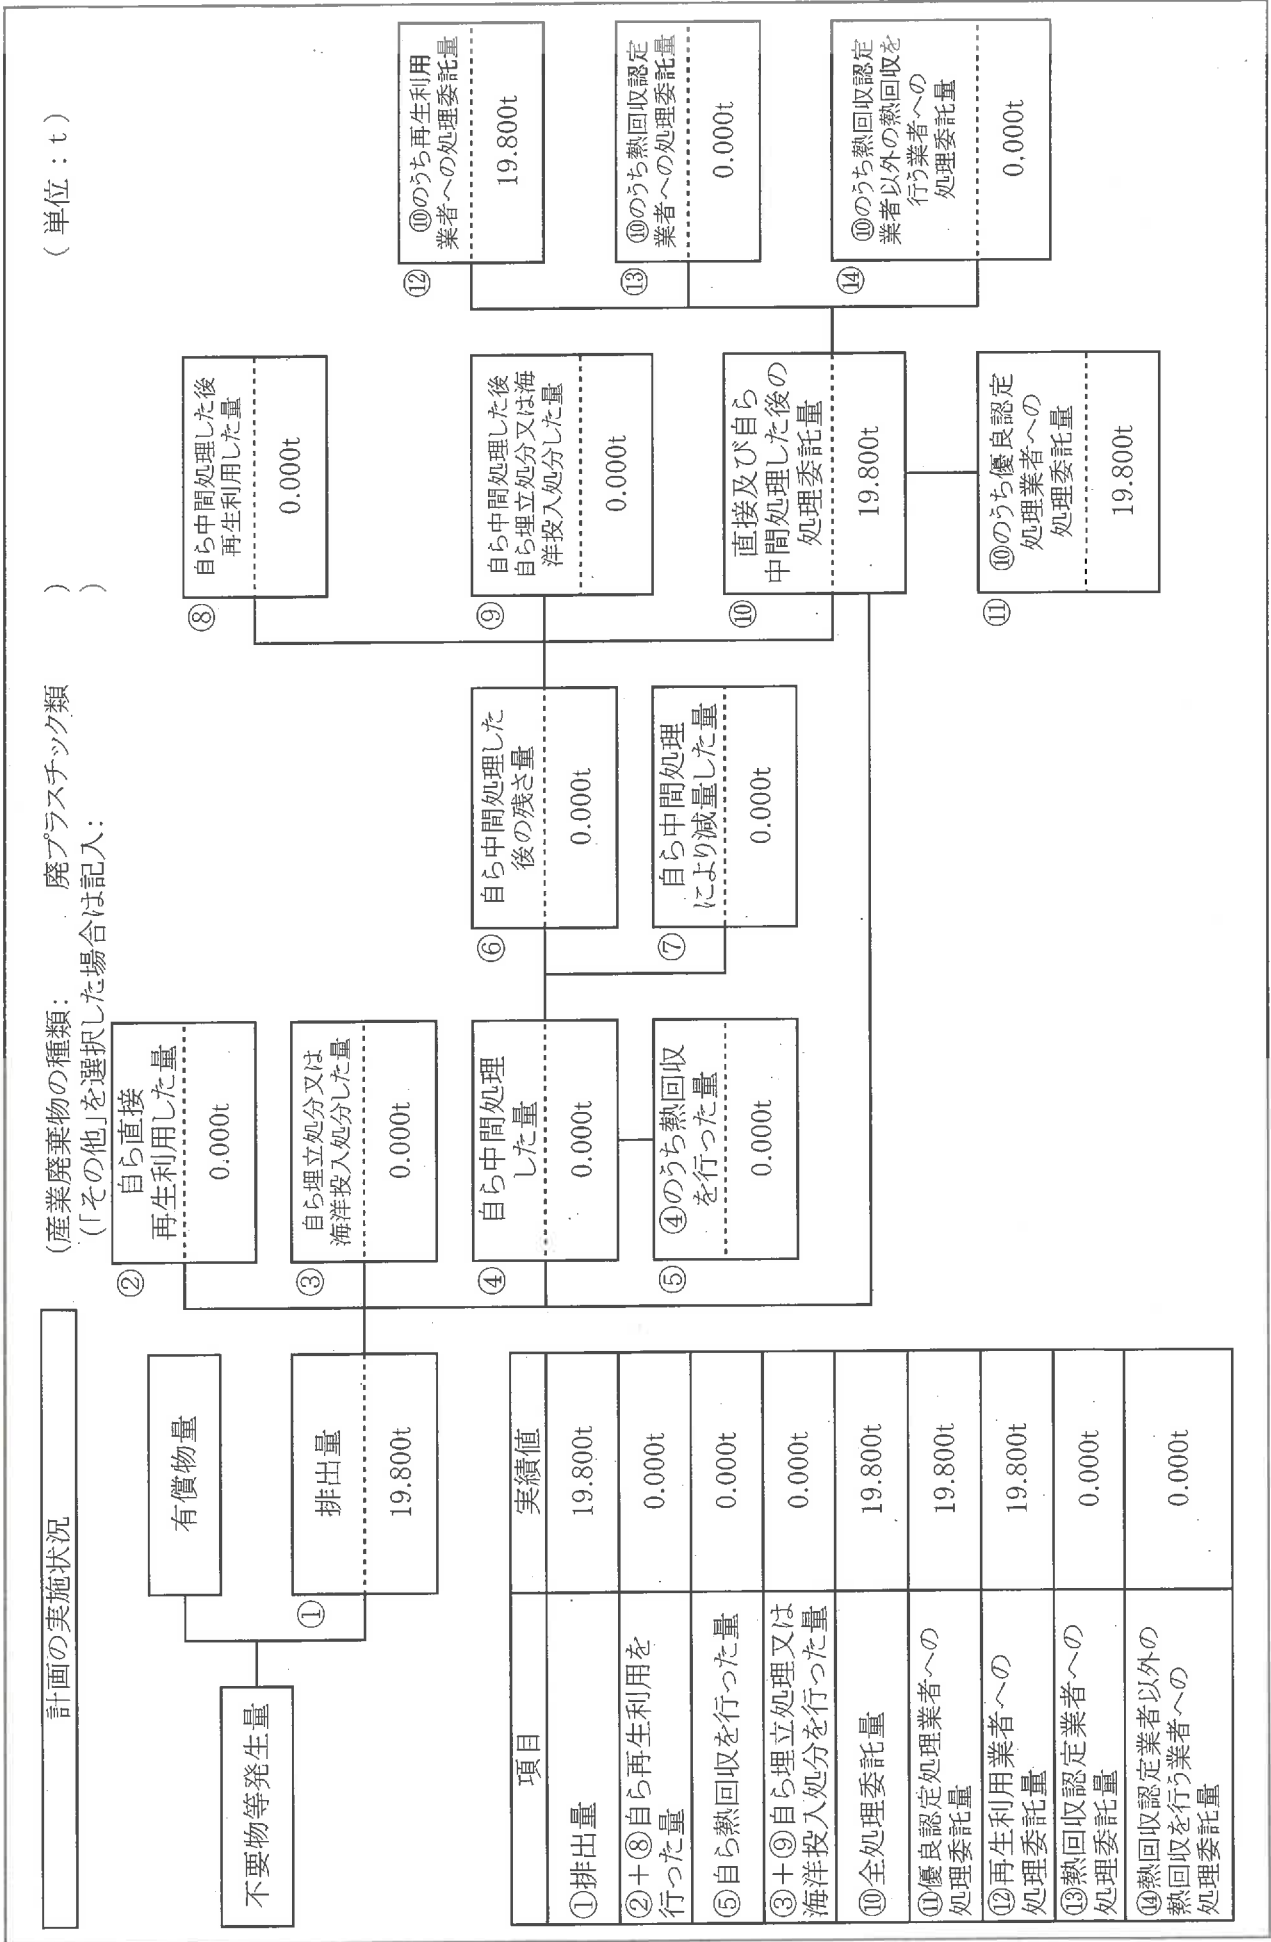 計画の実施状況
(産業廃棄物の種類: 廃プラスチック類 )
(「その他」を選択した場合は記入: )
(単位:t)
不要物等発生量
有償物量
①
排出量
19.800t
②
自ら直接
再生利用した量
0.000t
③
自ら埋立処分又は
海洋投入処分した量
0.000t
④
自ら中間処理
した量
0.000t
⑤
④のうち熱回収
を行った量
0.000t
⑥
自ら中間処理した
後の残さ量
0.000t
⑦
自ら中間処理
により減量した量
0.000t
⑧
自ら中間処理した後
再生利用した量
0.000t
⑨
自ら中間処理した後
自ら埋立処分又は海
洋投入処分した量
0.000t
⑩
直接及び自ら
中間処理した後の
処理委託量
19.800t
⑪
⑩のうち優良認定
処理業者への
処理委託量
19.800t
⑫
⑩のうち再生利用
業者への処理委託量
19.800t
⑬
⑩のうち熱回収認定
業者への処理委託量
0.000t
⑭
⑩のうち熱回収認定
業者以外の熱回収を
行う業者への
処理委託量
0.000t
項目 実績値
①排出量 19.800t
②+⑧自ら再生利用を
行った量 0.000t
⑤自ら熱回収を行った量 0.000t
③+⑨自ら埋立処理又は
海洋投入処分を行った量 0.000t
⑩全処理委託量 19.800t
⑪優良認定処理業者への
処理委託量 19.800t
⑫再生利用業者への
処理委託量 19.800t
⑬熱回収認定業者への
処理委託量 0.000t
⑭熱回収認定業者以外の
熱回収を行う業者への
処理委託量 0.000t